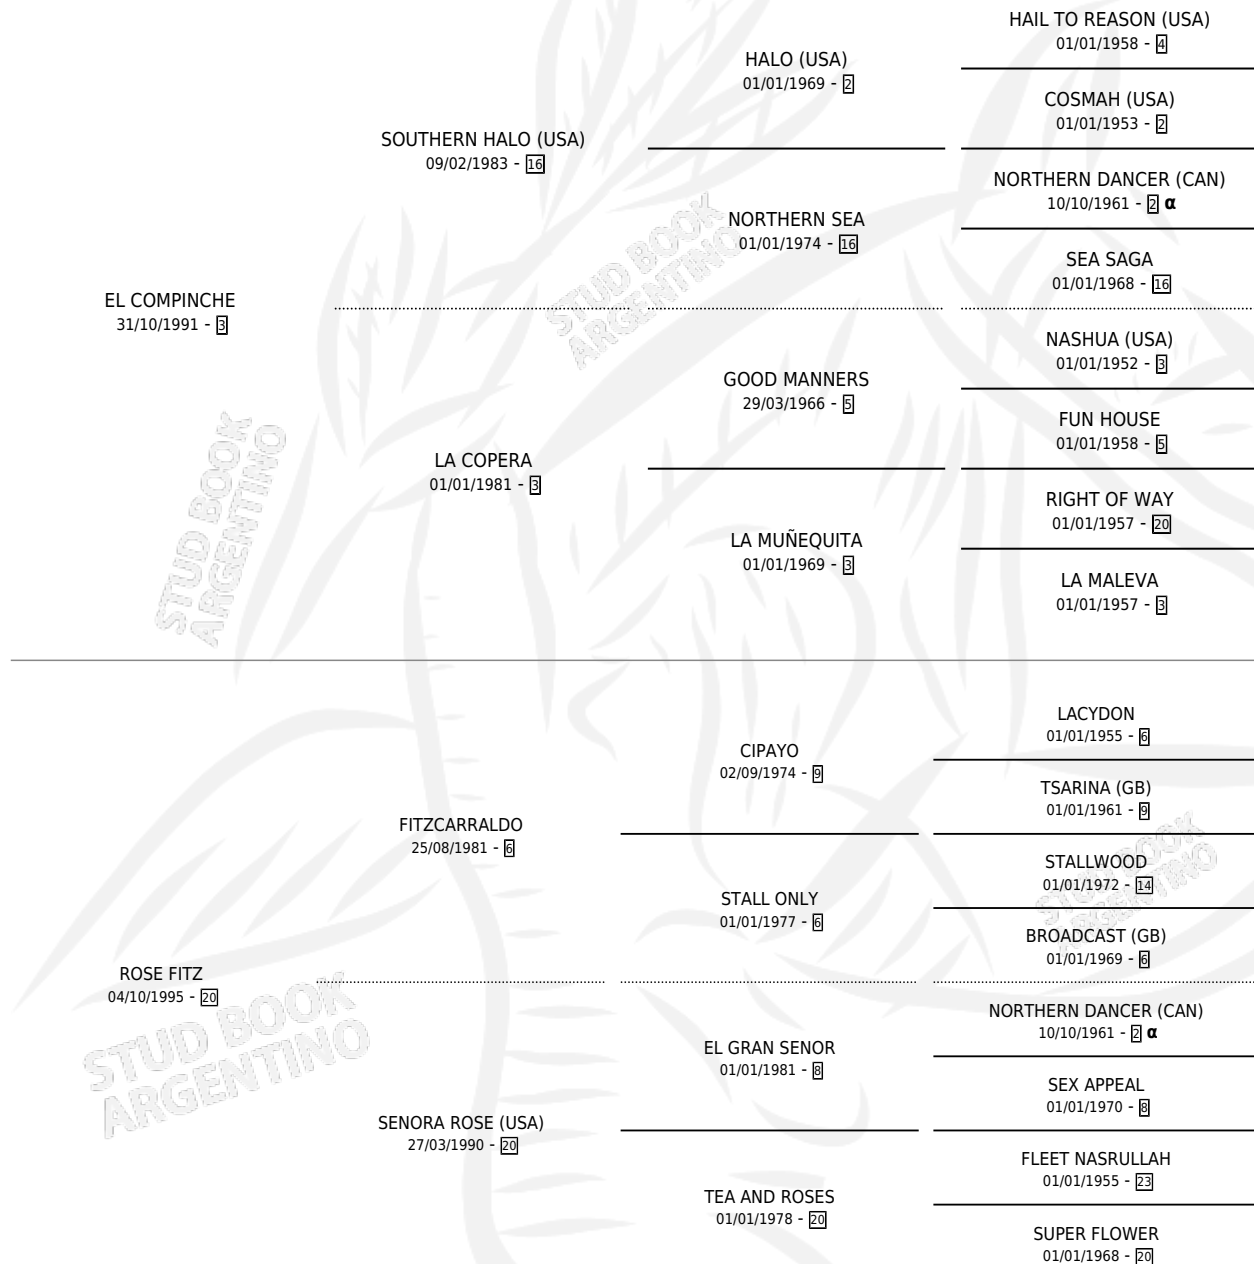 HAIL TO REASON (USA)
01/01/1958 - 4
HALO (USA)
01/01/1969 - 2
COSMAH (USA)
01/01/1953 - 2
SOUTHERN HALO (USA)
09/02/1983 - 16
NORTHERN DANCER (CAN)
10/10/1961 - 2 α
NORTHERN SEA
01/01/1974 - 16
SEA SAGA
01/01/1968 - 16
EL COMPINCHE
31/10/1991 - 3
NASHUA (USA)
01/01/1952 - 3
GOOD MANNERS
29/03/1966 - 5
FUN HOUSE
01/01/1958 - 5
LA COPERA
01/01/1981 - 3
RIGHT OF WAY
01/01/1957 - 20
LA MUÑEQUITA
01/01/1969 - 3
LA MALEVA
01/01/1957 - 3
LACYDON
01/01/1955 - 6
CIPAYO
02/09/1974 - 9
TSARINA (GB)
01/01/1961 - 9
FITZCARRALDO
25/08/1981 - 6
STALLWOOD
01/01/1972 - 14
STALL ONLY
01/01/1977 - 6
BROADCAST (GB)
01/01/1969 - 6
ROSE FITZ
04/10/1995 - 20
NORTHERN DANCER (CAN)
10/10/1961 - 2 α
EL GRAN SENOR
01/01/1981 - 8
SEX APPEAL
01/01/1970 - 8
SENORA ROSE (USA)
27/03/1990 - 20
FLEET NASRULLAH
01/01/1955 - 23
TEA AND ROSES
01/01/1978 - 20
SUPER FLOWER
01/01/1968 - 20
STUD BOOK
ARGENTINO
STUD BOOK
ARGENTINO
STUD BOOK
ARGENTINO
STUD BOOK
ARGENTINO